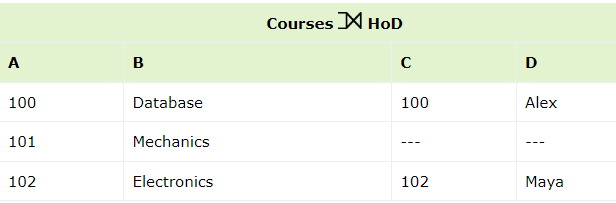 Courses ⟕ HoD
A B C D
100 Database 100 Alex
101 Mechanics --- ---
102 Electronics 102 Maya